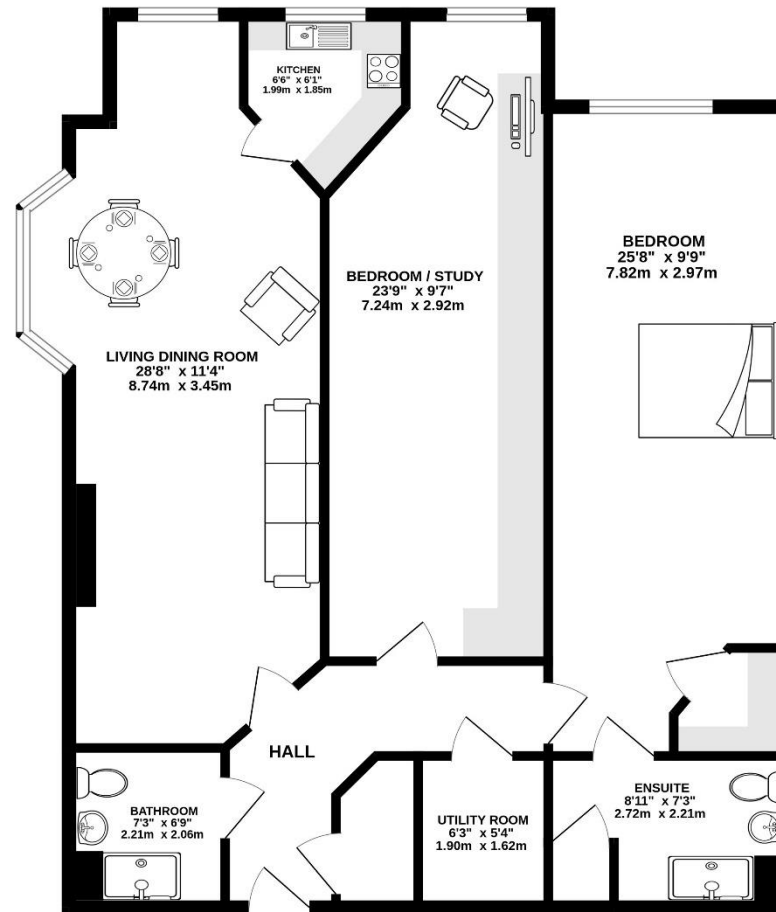 KITCHEN
6'6" x 6'1"
1.99m x 1.85m
BEDROOM
25'8" x 9'9"
7.82m x 2.97m
BEDROOM / STUDY
23'9" x 9'7"
7.24m x 2.92m
LIVING DINING ROOM
28'8" x 11'4"
8.74m x 3.45m
HALL
BATHROOM
7'3" x 6'9"
2.21m x 2.06m
UTILITY ROOM
6'3" x 5'4"
1.90m x 1.62m
ENSUITE
8'11" x 7'3"
2.72m x 2.21m